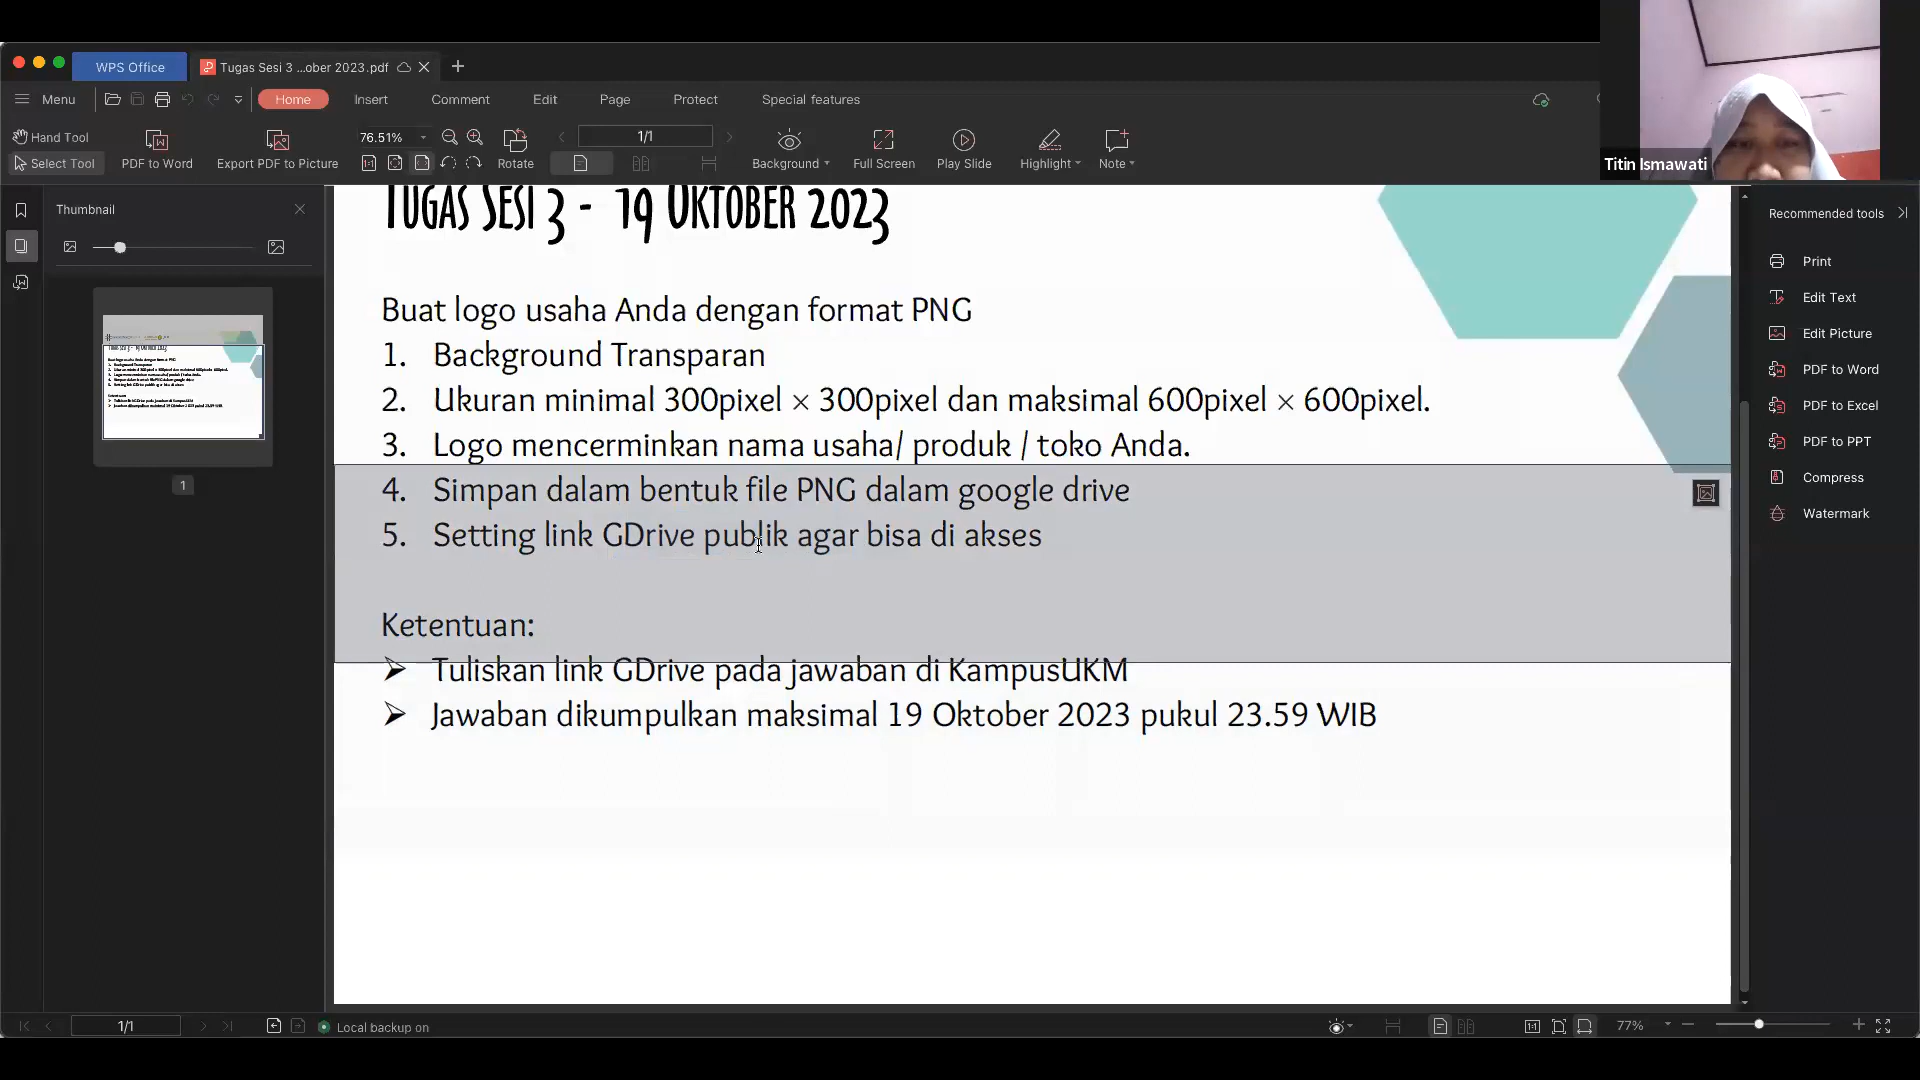 WPS Office
Tugas Sesi 3 ...ober 2023.pdf
Menu
Home
Insert
Comment
Edit
Page
Protect
Special features
Hand Tool
Select Tool
PDF to Word
Export PDF to Picture
76.51%
1/1
Rotate
Background
Full Screen
Play Slide
Highlight
Note
Titin Ismawati
Thumbnail
1
TUGAS SESI 3 - 19 OKTOBER 2023
Buat logo usaha Anda dengan format PNG
1. Background Transparan
2. Ukuran minimal 300pixel × 300pixel dan maksimal 600pixel × 600pixel.
3. Logo mencerminkan nama usaha/ produk / toko Anda.
4. Simpan dalam bentuk file PNG dalam google drive
5. Setting link GDrive publik agar bisa di akses
Ketentuan:
➢ Tuliskan link GDrive pada jawaban di KampusUKM
➢ Jawaban dikumpulkan maksimal 19 Oktober 2023 pukul 23.59 WIB
Recommended tools
Print
Edit Text
Edit Picture
PDF to Word
PDF to Excel
PDF to PPT
Compress
Watermark
1/1
Local backup on
77%